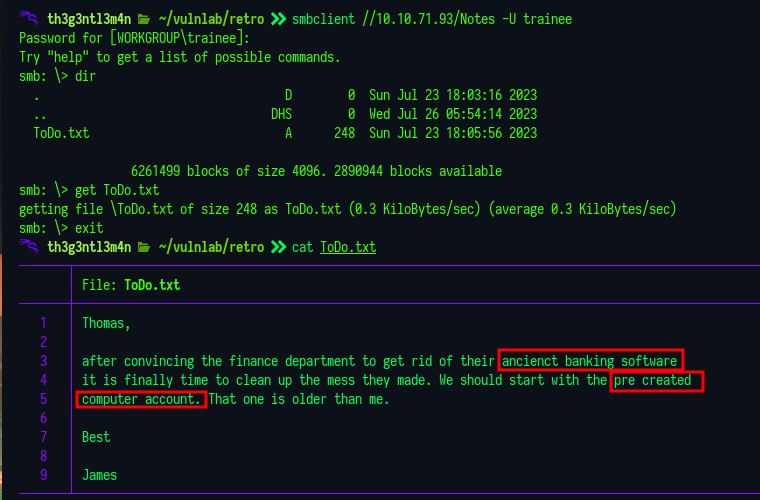 th3g3ntl3m4n ~/vulnlab/retro >> smbclient //10.10.71.93/Notes -U trainee
Password for [WORKGROUP\trainee]:
Try "help" to get a list of possible commands.
smb: \> dir
. D 0 Sun Jul 23 18:03:16 2023
.. DHS 0 Wed Jul 26 05:54:14 2023
ToDo.txt A 248 Sun Jul 23 18:05:56 2023
6261499 blocks of size 4096. 2890944 blocks available
smb: \> get ToDo.txt
getting file \ToDo.txt of size 248 as ToDo.txt (0.3 KiloBytes/sec) (average 0.3 KiloBytes/sec)
smb: \> exit
th3g3ntl3m4n ~/vulnlab/retro >> cat ToDo.txt
File: ToDo.txt
1 Thomas,
2
3 after convincing the finance department to get rid of their ancienct banking software
4 it is finally time to clean up the mess they made. We should start with the pre created
5 computer account. That one is older than me.
6
7 Best
8
9 James